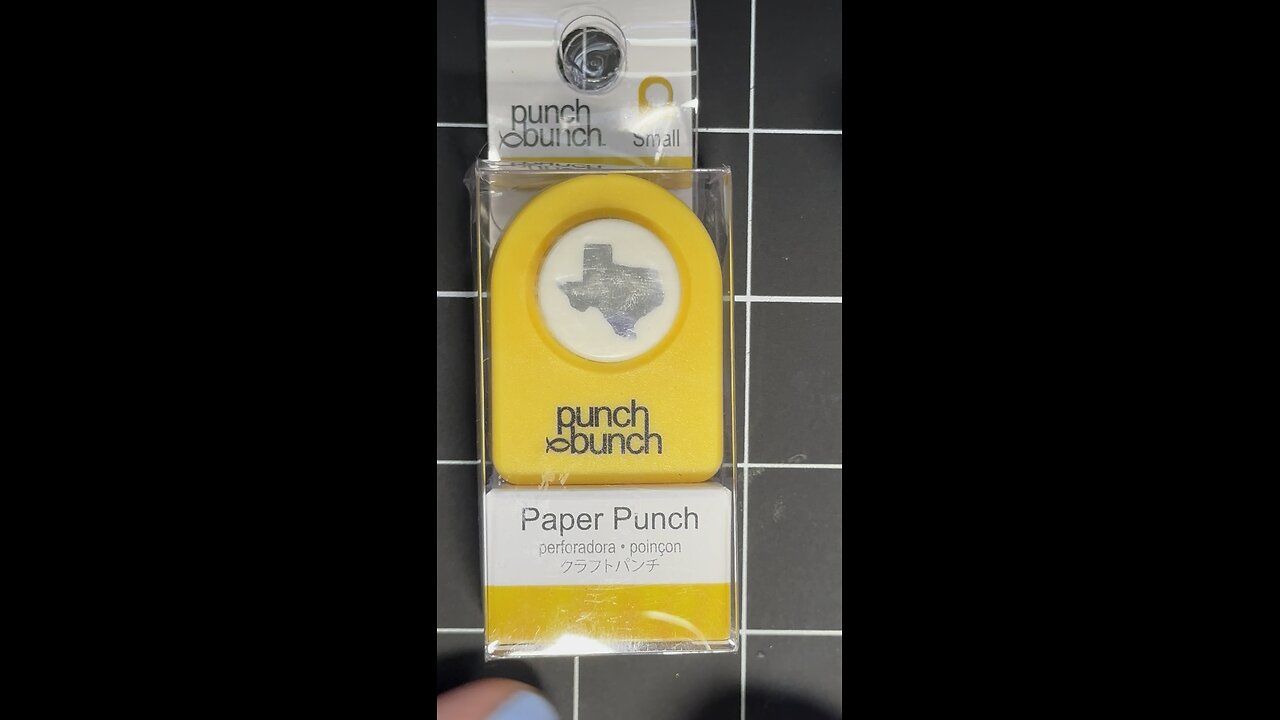 punch
bunch
Small
punch
bunch
Paper Punch
perforadora • poinçon
クラフトパンチ